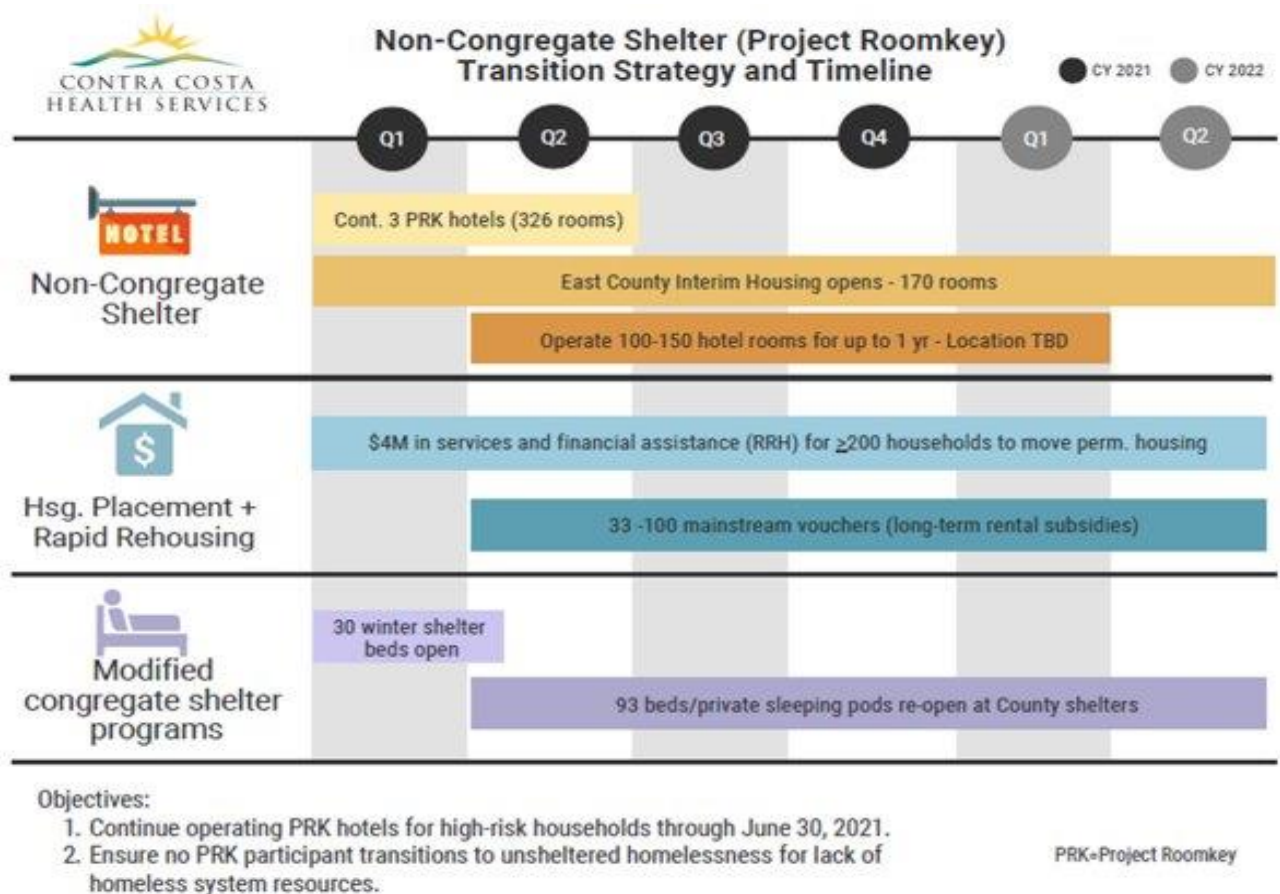 CONTRA COSTA
HEALTH SERVICES
Non-Congregate Shelter (Project Roomkey)
Transition Strategy and Timeline
CY 2021
CY 2022
Q1
Q2
Q3
Q4
Q1
Q2
HOTEL
Non-Congregate
Shelter
Cont. 3 PRK hotels (326 rooms)
East County Interim Housing opens - 170 rooms
Operate 100-150 hotel rooms for up to 1 yr - Location TBD
$
Hsg. Placement +
Rapid Rehousing
$4M in services and financial assistance (RRH) for ≥200 households to move perm. housing
33 -100 mainstream vouchers (long-term rental subsidies)
Modified
congregate shelter
programs
30 winter shelter
beds open
93 beds/private sleeping pods re-open at County shelters
Objectives:
1. Continue operating PRK hotels for high-risk households through June 30, 2021.
2. Ensure no PRK participant transitions to unsheltered homelessness for lack of
homeless system resources.
PRK=Project Roomkey